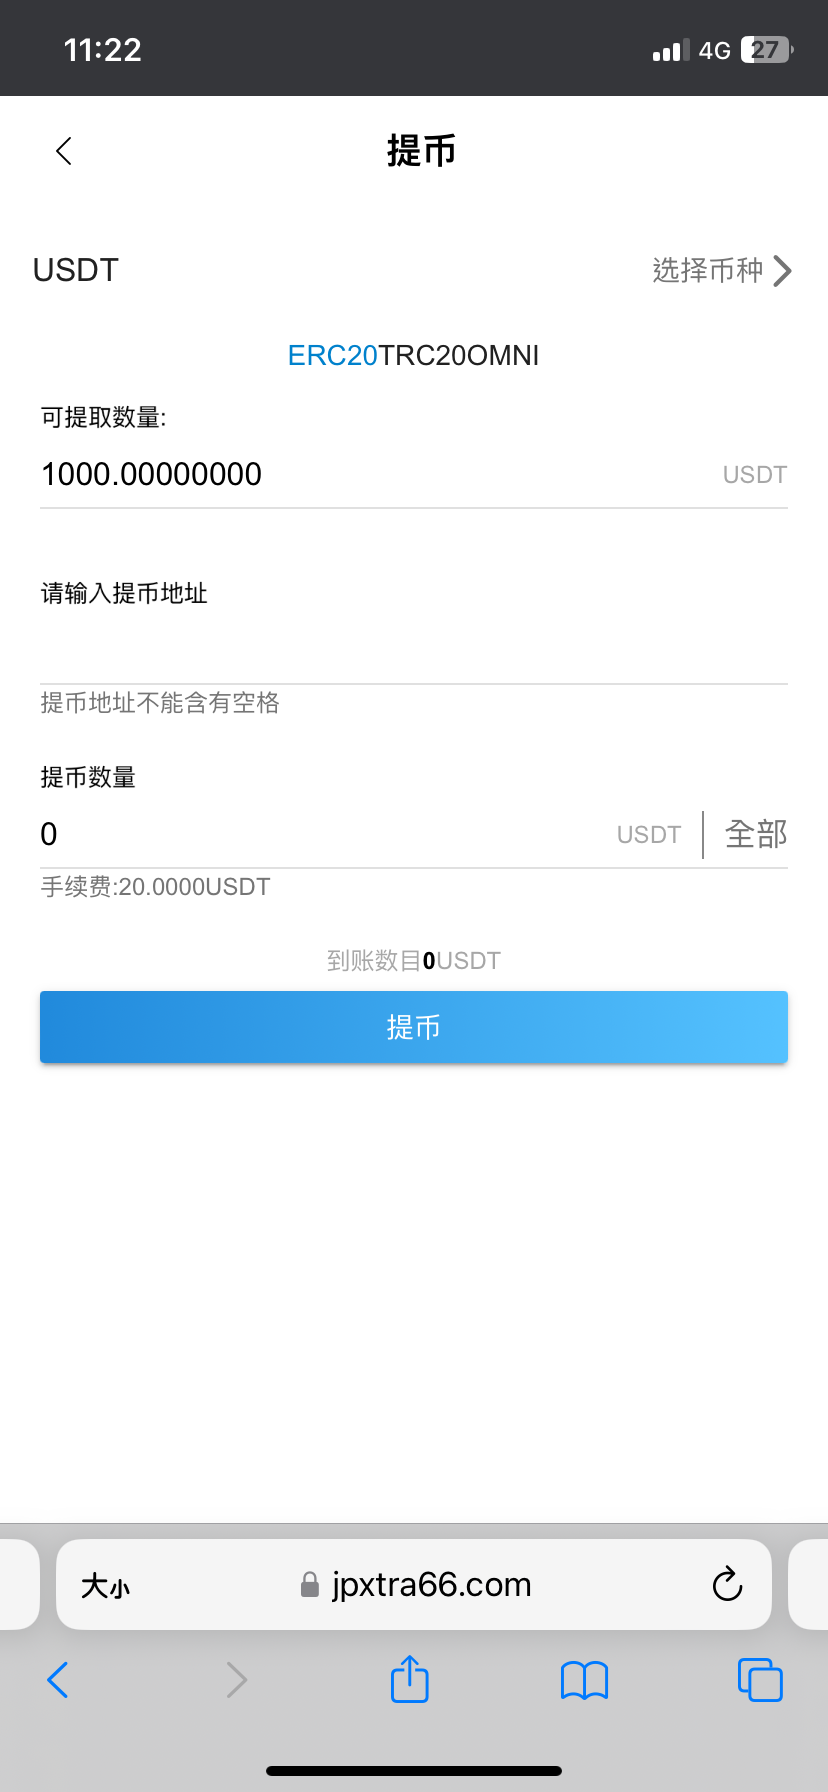 11:22
4G 27
提币
USDT 选择币种
ERC20TRC20OMNI
可提取数量:
1000.00000000 USDT
请输入提币地址
提币地址不能含有空格
提币数量
0 USDT 全部
手续费:20.0000USDT
到账数目0USDT
提币
大小 jpxtra66.com